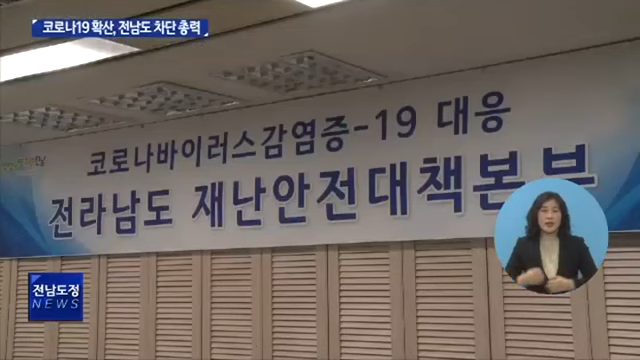 코로나19 확산, 전남도 차단 총력
코로나바이러스감염증-19 대응
전라남도 재난안전대책본부
전남도정
NEWS